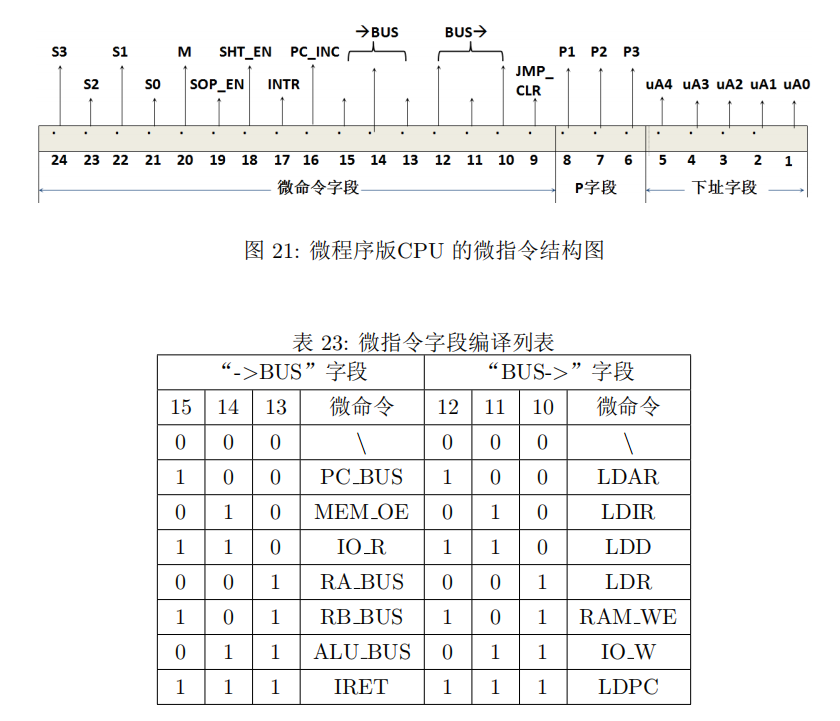 →BUS BUS→
S3 S1 M SHT_EN PC_INC P1 P2 P3
JMP_
CLR
S2 S0 SOP_EN INTR uA4 uA3 uA2 uA1 uA0
24 23 22 21 20 19 18 17 16 15 14 13 12 11 10 9 8 7 6 5 4 3 2 1
微命令字段 P字段 下址字段
图 21: 微程序版CPU 的微指令结构图
表 23: 微指令字段编译列表
“->BUS”字段 “BUS->”字段
15 14 13 微命令 12 11 10 微命令
0 0 0 \ 0 0 0 \
1 0 0 PC_BUS 1 0 0 LDAR
0 1 0 MEM_OE 0 1 0 LDIR
1 1 0 IO_R 1 1 0 LDD
0 0 1 RA_BUS 0 0 1 LDR
1 0 1 RB_BUS 1 0 1 RAM_WE
0 1 1 ALU_BUS 0 1 1 IO_W
1 1 1 IRET 1 1 1 LDPC